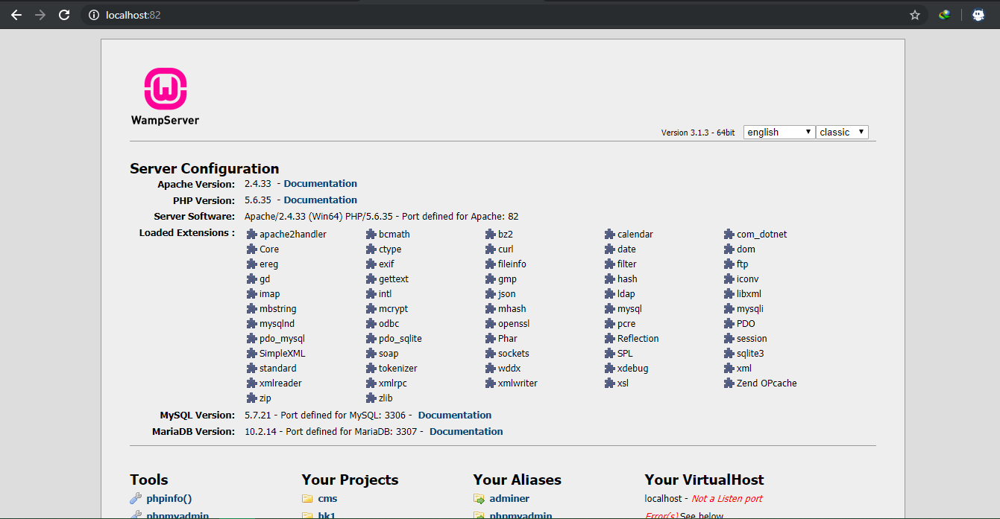 localhost:82
W
WampServer
Version 3.1.3 - 64bit english classic
Server Configuration
Apache Version: 2.4.33 - Documentation
PHP Version: 5.6.35 - Documentation
Server Software: Apache/2.4.33 (Win64) PHP/5.6.35 - Port defined for Apache: 82
Loaded Extensions : apache2handler bcmath bz2 calendar com_dotnet
Core ctype curl date dom
ereg exif fileinfo filter ftp
gd gettext gmp hash iconv
imap intl json ldap libxml
mbstring mcrypt mhash mysql mysqli
mysqlnd odbc openssl pcre PDO
pdo_mysql pdo_sqlite Phar Reflection session
SimpleXML soap sockets SPL sqlite3
standard tokenizer wddx xdebug xml
xmlreader xmlrpc xmlwriter xsl Zend OPcache
zip zlib
MySQL Version: 5.7.21 - Port defined for MySQL: 3306 - Documentation
MariaDB Version: 10.2.14 - Port defined for MariaDB: 3307 - Documentation
Tools Your Projects Your Aliases Your VirtualHost
phpinfo() cms adminer localhost - Not a Listen port
phpmyadmin hk1 phpmyadmin Error(s) See below